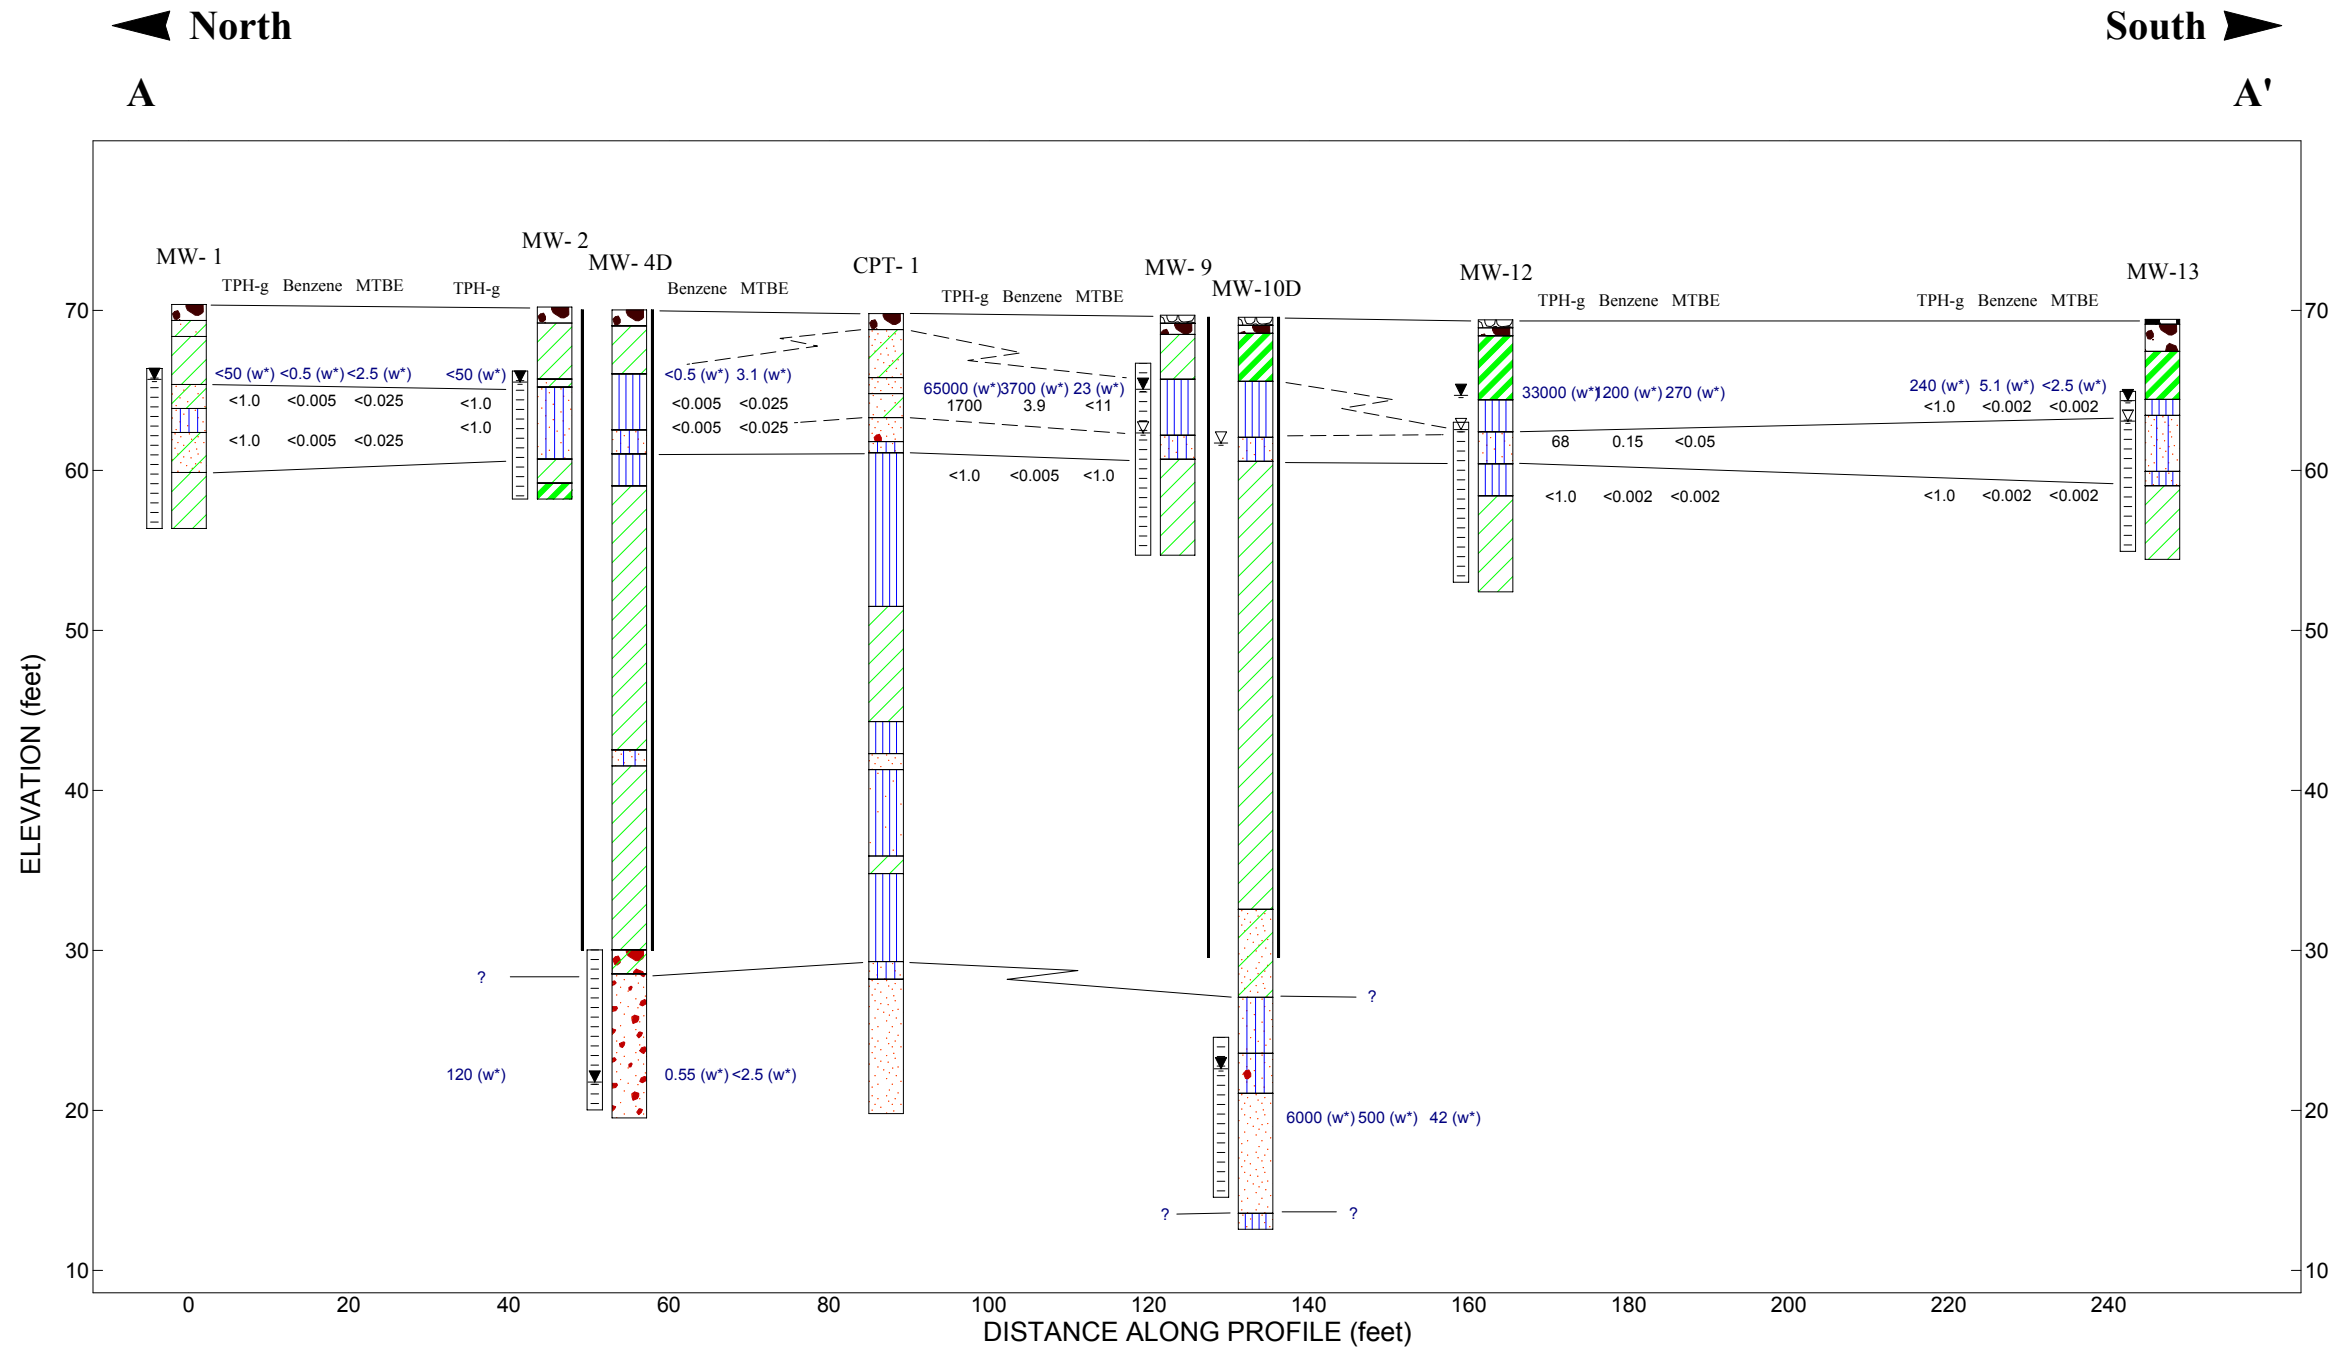 North South
A A'
MW- 1
MW- 2
MW- 4D
CPT- 1
MW- 9
MW-10D
MW-12
MW-13
TPH-g Benzene MTBE TPH-g Benzene MTBE TPH-g Benzene MTBE TPH-g Benzene MTBE TPH-g Benzene MTBE
70 70
<50 (w*) <0.5 (w*) <2.5 (w*) <50 (w*) <0.5 (w*) 3.1 (w*) 65000 (w*) 3700 (w*) 23 (w*) 33000 (w*) 1200 (w*) 270 (w*) 240 (w*) 5.1 (w*) <2.5 (w*)
<1.0 <0.005 <0.025 <1.0 <0.005 <0.025 1700 3.9 <11 <1.0 <0.002 <0.002
<1.0 <0.005 <0.025
<1.0 <0.005 <0.025 68 0.15 <0.05
60 60
<1.0 <0.005 <1.0 <1.0 <0.002 <0.002 <1.0 <0.002 <0.002
50 50
ELEVATION (feet)
40 40
30 30
? ?
120 (w*) 0.55 (w*) <2.5 (w*)
20 20
6000 (w*) 500 (w*) 42 (w*)
? ?
10 10
0 20 40 60 80 100 120 140 160 180 200 220 240
DISTANCE ALONG PROFILE (feet)